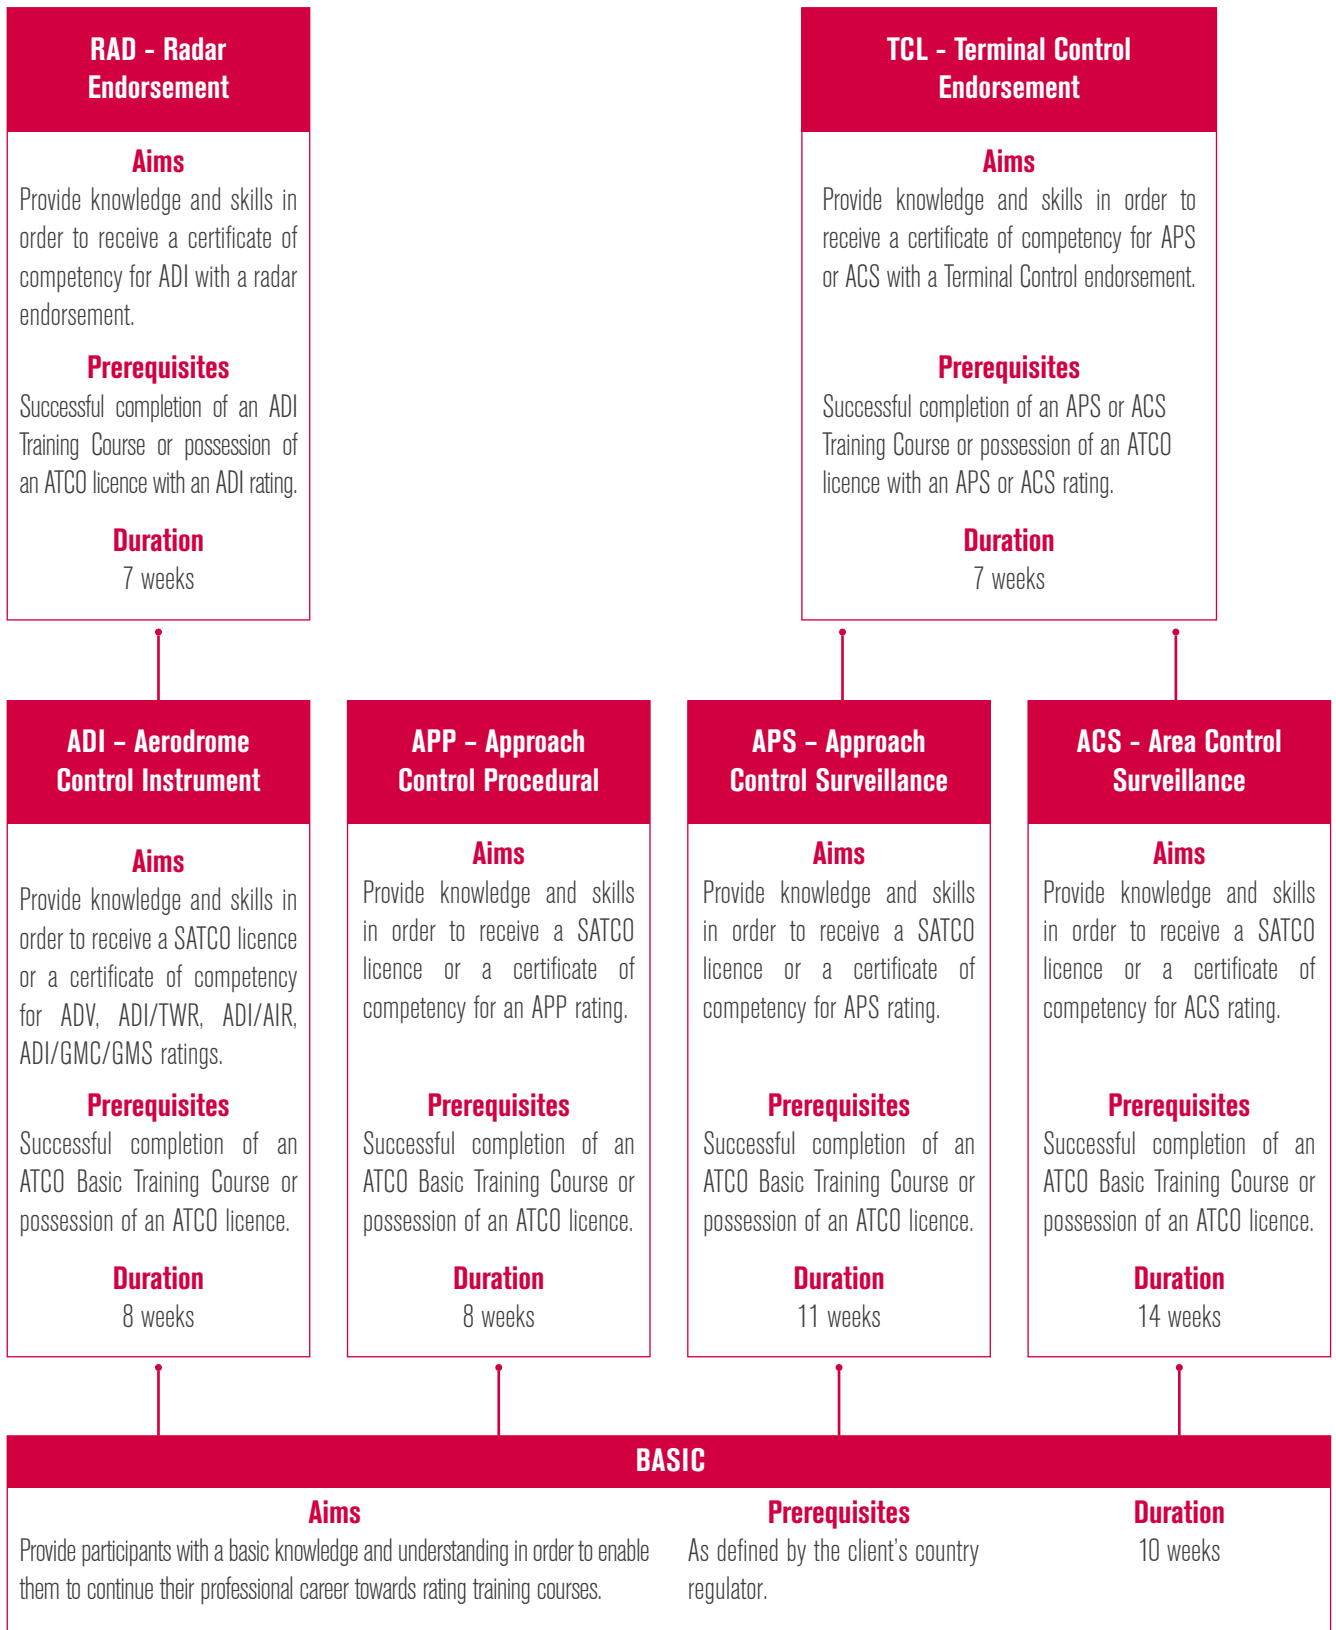 RAD - Radar
Endorsement
Aims
Provide knowledge and skills in
order to receive a certificate of
competency for ADI with a radar
endorsement.
Prerequisites
Successful completion of an ADI
Training Course or possession of
an ATCO licence with an ADI rating.
Duration
7 weeks
TCL - Terminal Control
Endorsement
Aims
Provide knowledge and skills in order to
receive a certificate of competency for APS
or ACS with a Terminal Control endorsement.
Prerequisites
Successful completion of an APS or ACS
Training Course or possession of an ATCO
licence with an APS or ACS rating.
Duration
7 weeks
ADI – Aerodrome
Control Instrument
Aims
Provide knowledge and skills in
order to receive a SATCO licence
or a certificate of competency
for ADV, ADI/TWR, ADI/AIR,
ADI/GMC/GMS ratings.
Prerequisites
Successful completion of an
ATCO Basic Training Course or
possession of an ATCO licence.
Duration
8 weeks
APP – Approach
Control Procedural
Aims
Provide knowledge and skills
in order to receive a SATCO
licence or a certificate of
competency for an APP rating.
Prerequisites
Successful completion of an
ATCO Basic Training Course or
possession of an ATCO licence.
Duration
8 weeks
APS – Approach
Control Surveillance
Aims
Provide knowledge and skills
in order to receive a SATCO
licence or a certificate of
competency for APS rating.
Prerequisites
Successful completion of an
ATCO Basic Training Course or
possession of an ATCO licence.
Duration
11 weeks
ACS - Area Control
Surveillance
Aims
Provide knowledge and skills
in order to receive a SATCO
licence or a certificate of
competency for ACS rating.
Prerequisites
Successful completion of an
ATCO Basic Training Course or
possession of an ATCO licence.
Duration
14 weeks
BASIC
Aims
Provide participants with a basic knowledge and understanding in order to enable
them to continue their professional career towards rating training courses.
Prerequisites
As defined by the client's country
regulator.
Duration
10 weeks